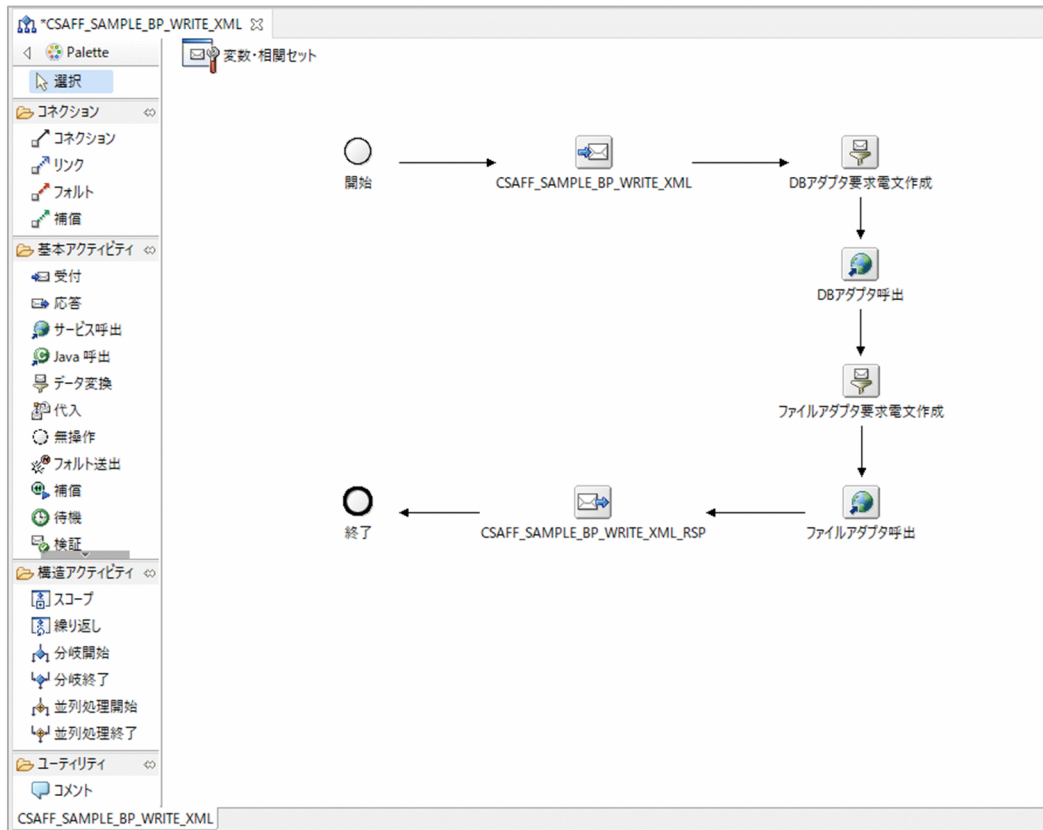 *CSAFF_SAMPLE_BP_WRITE_XML
Palette
選択
コネクション
コネクション
リンク
フォルト
補償
基本アクティビティ
受付
応答
サービス呼出
Java 呼出
データ変換
代入
無操作
フォルト送出
補償
待機
検証
構造アクティビティ
スコープ
繰り返し
分岐開始
分岐終了
並列処理開始
並列処理終了
ユーティリティ
コメント
変数・相関セット
開始
CSAFF_SAMPLE_BP_WRITE_XML
DBアダプタ要求電文作成
DBアダプタ呼出
ファイルアダプタ要求電文作成
終了
CSAFF_SAMPLE_BP_WRITE_XML_RSP
ファイルアダプタ呼出
CSAFF_SAMPLE_BP_WRITE_XML